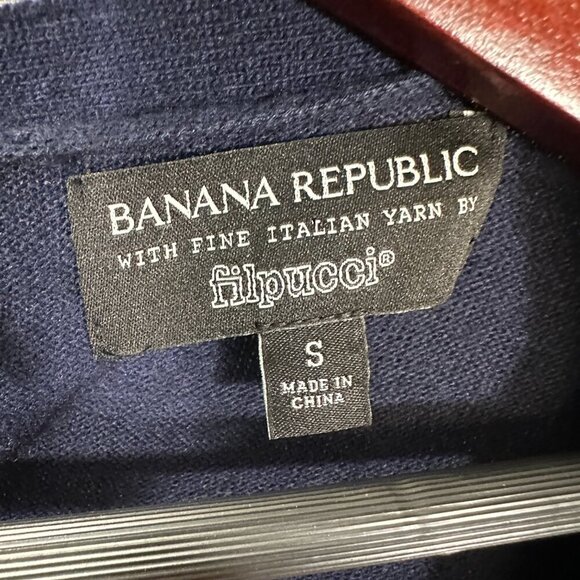 BANANA REPUBLIC
WITH FINE ITALIAN YARN BY
filpucci®
S
MADE IN
CHINA